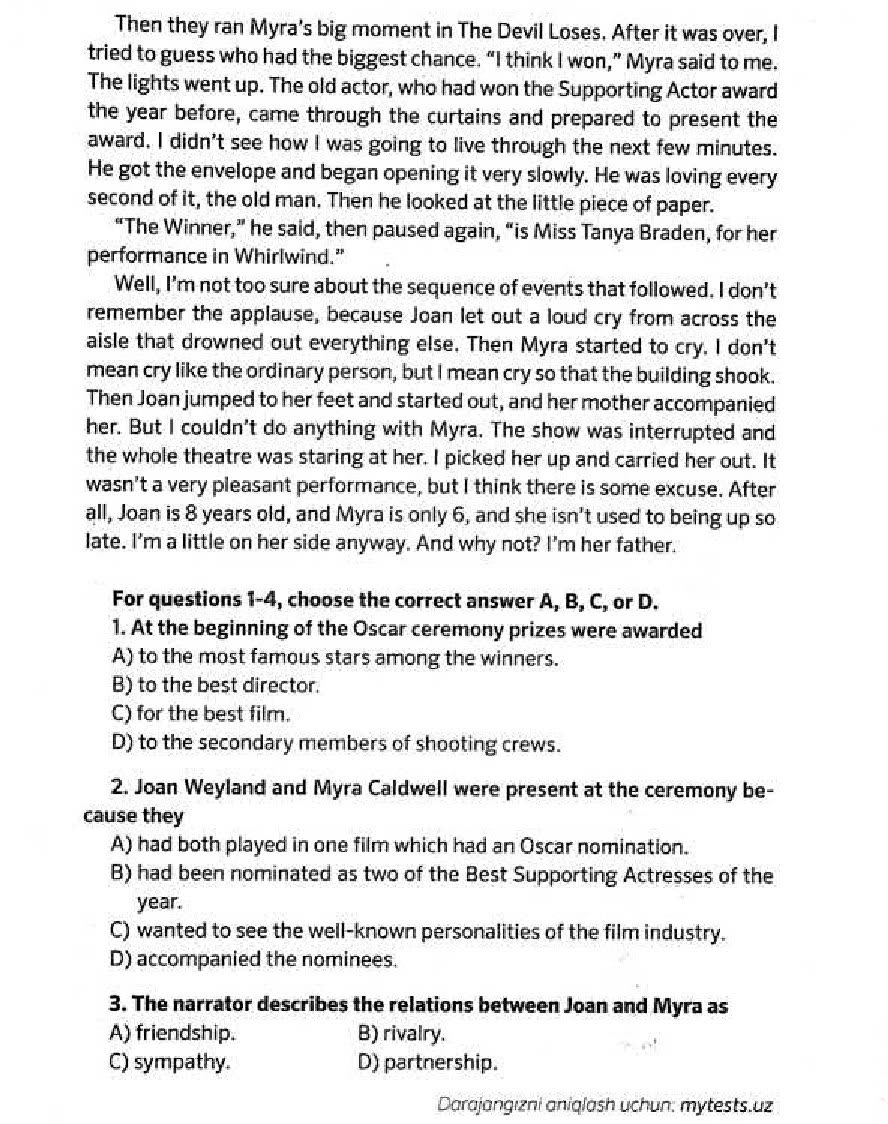 Then they ran Myra's big moment in The Devil Loses. After it was over, I
tried to guess who had the biggest chance. "I think I won," Myra said to me.
The lights went up. The old actor, who had won the Supporting Actor award
the year before, came through the curtains and prepared to present the
award. I didn't see how I was going to live through the next few minutes.
He got the envelope and began opening it very slowly. He was loving every
second of it, the old man. Then he looked at the little piece of paper.
"The Winner," he said, then paused again, "is Miss Tanya Braden, for her
performance in Whirlwind."
Well, I'm not too sure about the sequence of events that followed. I don't
remember the applause, because Joan let out a loud cry from across the
aisle that drowned out everything else. Then Myra started to cry. I don't
mean cry like the ordinary person, but I mean cry so that the building shook.
Then Joan jumped to her feet and started out, and her mother accompanied
her. But I couldn't do anything with Myra. The show was interrupted and
the whole theatre was staring at her. I picked her up and carried her out. It
wasn't a very pleasant performance, but I think there is some excuse. After
all, Joan is 8 years old, and Myra is only 6, and she isn't used to being up so
late. I'm a little on her side anyway. And why not? I'm her father.
For questions 1-4, choose the correct answer A, B, C, or D.
1. At the beginning of the Oscar ceremony prizes were awarded
A) to the most famous stars among the winners.
B) to the best director.
C) for the best film.
D) to the secondary members of shooting crews.
2. Joan Weyland and Myra Caldwell were present at the ceremony be-
cause they
A) had both played in one film which had an Oscar nomination.
B) had been nominated as two of the Best Supporting Actresses of the
year.
C) wanted to see the well-known personalities of the film industry.
D) accompanied the nominees.
3. The narrator describes the relations between Joan and Myra as
A) friendship. B) rivalry.
C) sympathy. D) partnership.
Darajangizni aniqlash uchun: mytests.uz